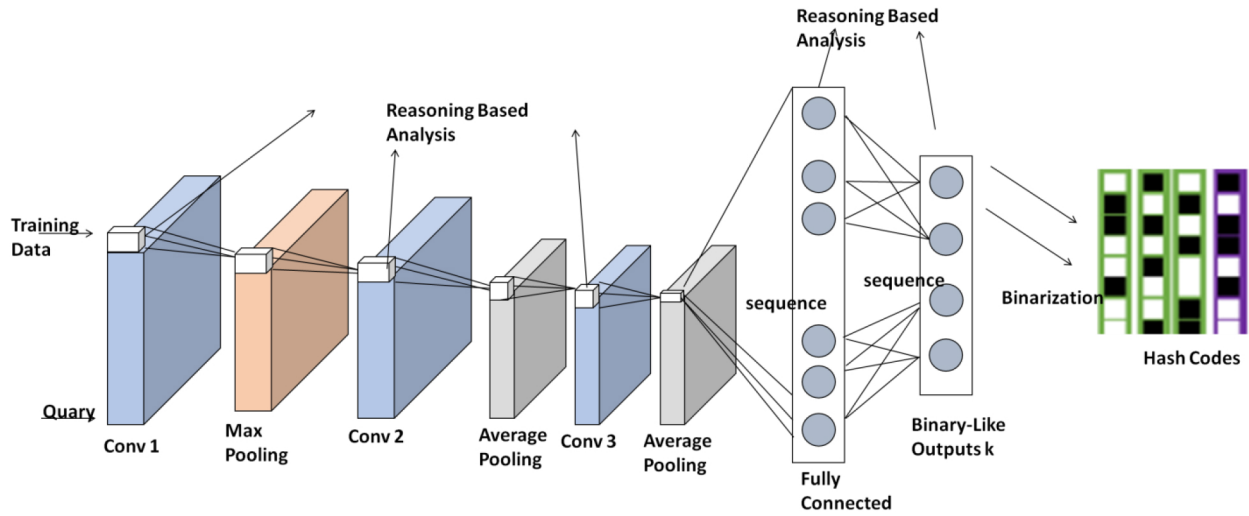 Reasoning Based
Analysis
Reasoning Based
Analysis
Training
Data
sequence
sequence
Binarization
Hash Codes
Quary
Conv 1
Max
Pooling
Conv 2
Average
Pooling
Conv 3
Average
Pooling
Binary-Like
Outputs k
Fully
Connected